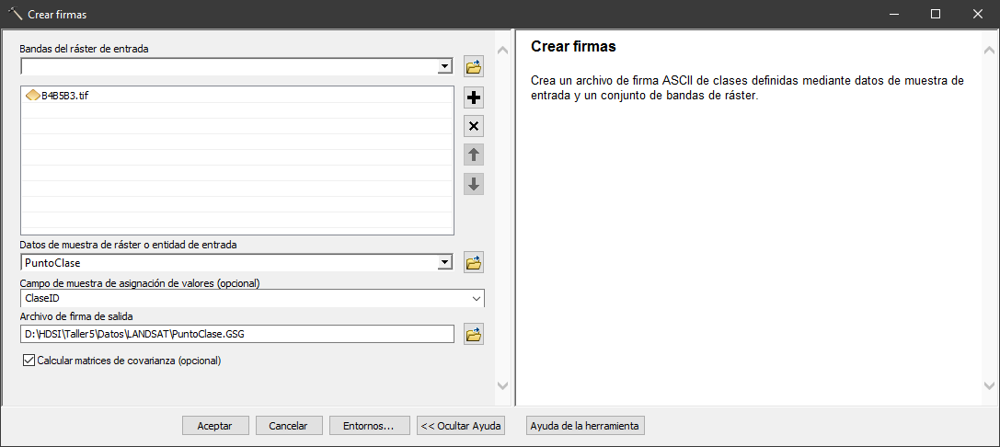 Crear firmas
Bandas del ráster de entrada
B4B5B3.tif
Datos de muestra de ráster o entidad de entrada
PuntoClase
Campo de muestra de asignación de valores (opcional)
ClaseID
Archivo de firma de salida
D:\HDSI\Taller5\Datos\LANDSAT\PuntoClase.GSG
Calcular matrices de covarianza (opcional)
Crear firmas
Crea un archivo de firma ASCII de clases definidas mediante datos de muestra de
entrada y un conjunto de bandas de ráster.
Aceptar
Cancelar
Entornos...
<< Ocultar Ayuda
Ayuda de la herramienta